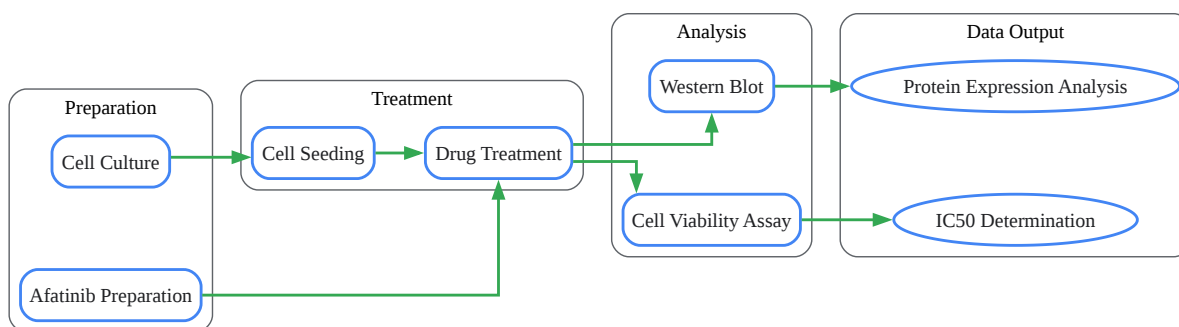 Preparation
Cell Culture
Afatinib Preparation
Treatment
Cell Seeding
Drug Treatment
Analysis
Western Blot
Cell Viability Assay
Data Output
Protein Expression Analysis
IC50 Determination